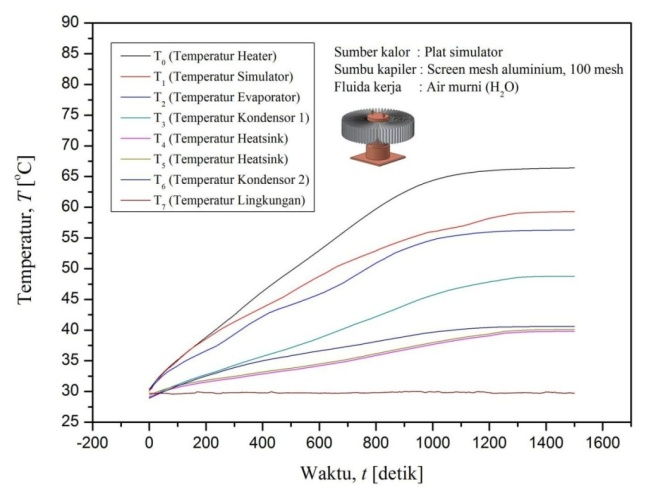 90
85
80
75
70
65
60
55
50
45
40
35
30
25
Temperatur, T [°C]
T0 (Temperatur Heater)
T1 (Temperatur Simulator)
T2 (Temperatur Evaporator)
T3 (Temperatur Kondensor 1)
T4 (Temperatur Heatsink)
T5 (Temperatur Heatsink)
T6 (Temperatur Kondensor 2)
T7 (Temperatur Lingkungan)
Sumber kalor : Plat simulator
Sumbu kapiler : Screen mesh aluminium, 100 mesh
Fluida kerja : Air murni (H2O)
-200 0 200 400 600 800 1000 1200 1400 1600
Waktu, t [detik]